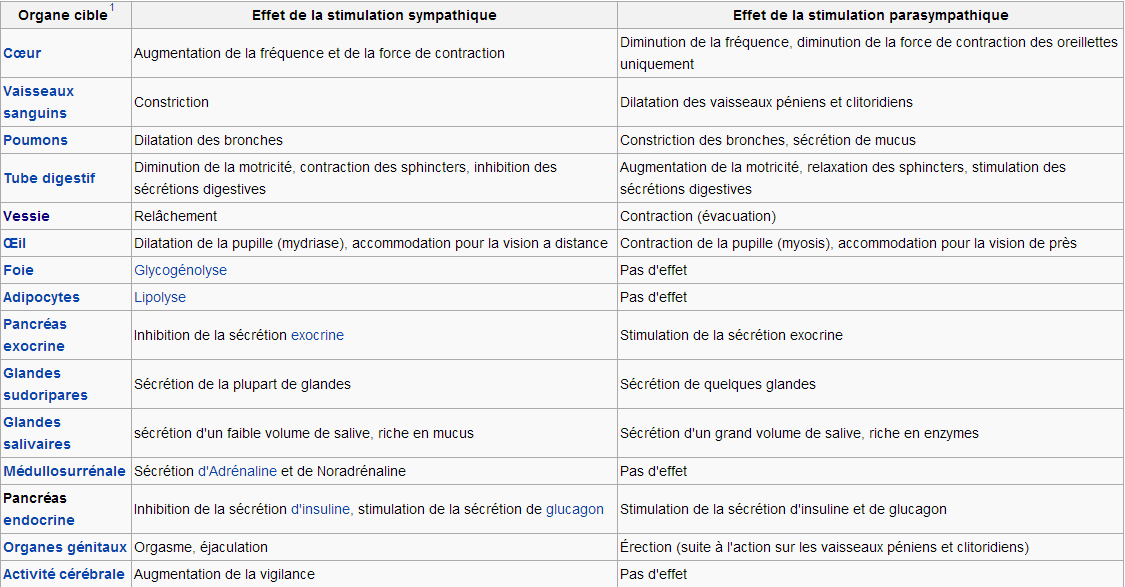 Organe cible1 Effet de la stimulation sympathique Effet de la stimulation parasympathique
Cœur Augmentation de la fréquence et de la force de contraction Diminution de la fréquence, diminution de la force de contraction des oreillettes
uniquement
Vaisseaux
sanguins Constriction Dilatation des vaisseaux péniens et clitoridiens
Poumons Dilatation des bronches Constriction des bronches, sécrétion de mucus
Tube digestif Diminution de la motricité, contraction des sphincters, inhibition des
sécrétions digestives Augmentation de la motricité, relaxation des sphincters, stimulation des
sécrétions digestives
Vessie Relâchement Contraction (évacuation)
Œil Dilatation de la pupille (mydriase), accommodation pour la vision a distance Contraction de la pupille (myosis), accommodation pour la vision de près
Foie Glycogénolyse Pas d'effet
Adipocytes Lipolyse Pas d'effet
Pancréas
exocrine Inhibition de la sécrétion exocrine Stimulation de la sécrétion exocrine
Glandes
sudoripares Sécrétion de la plupart de glandes Sécrétion de quelques glandes
Glandes
salivaires sécrétion d'un faible volume de salive, riche en mucus Sécrétion d'un grand volume de salive, riche en enzymes
Médullosurrénale Sécrétion d'Adrénaline et de Noradrénaline Pas d'effet
Pancréas
endocrine Inhibition de la sécrétion d'insuline, stimulation de la sécrétion de glucagon Stimulation de la sécrétion d'insuline et de glucagon
Organes génitaux Orgasme, éjaculation Érection (suite à l'action sur les vaisseaux péniens et clitoridiens)
Activité cérébrale Augmentation de la vigilance Pas d'effet